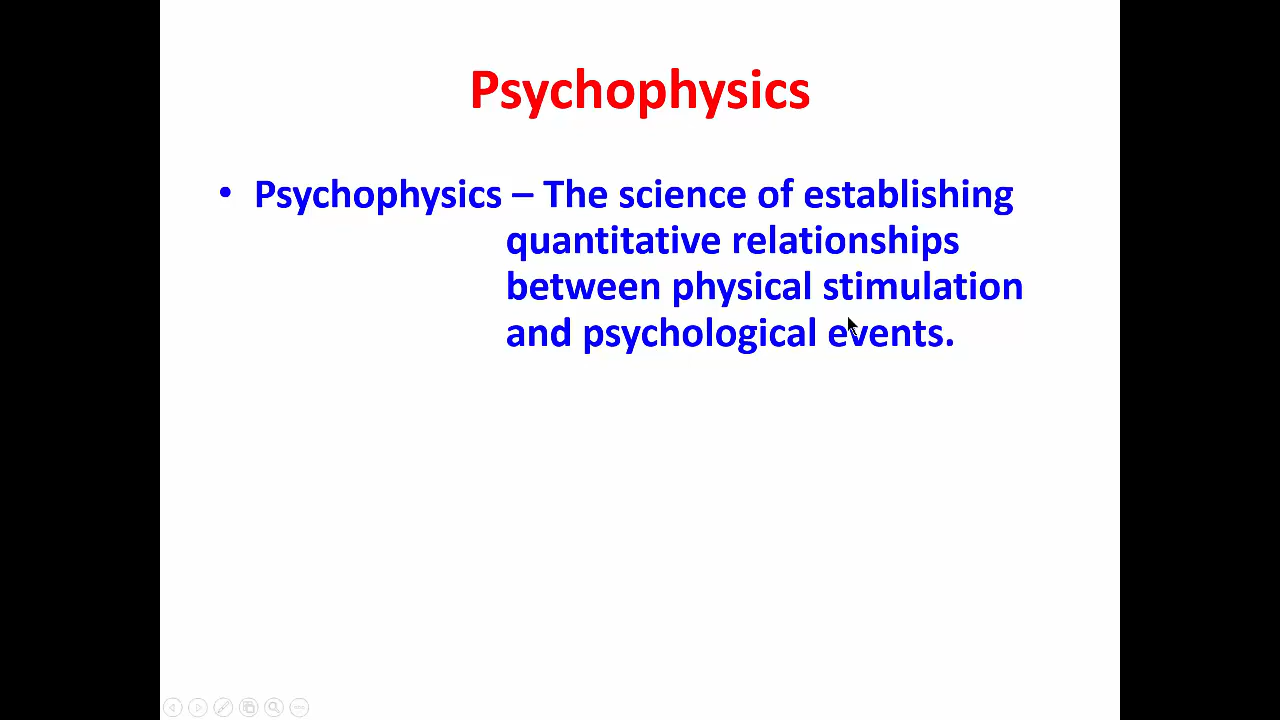 Psychophysics
• Psychophysics – The science of establishing
quantitative relationships
between physical stimulation
and psychological events.